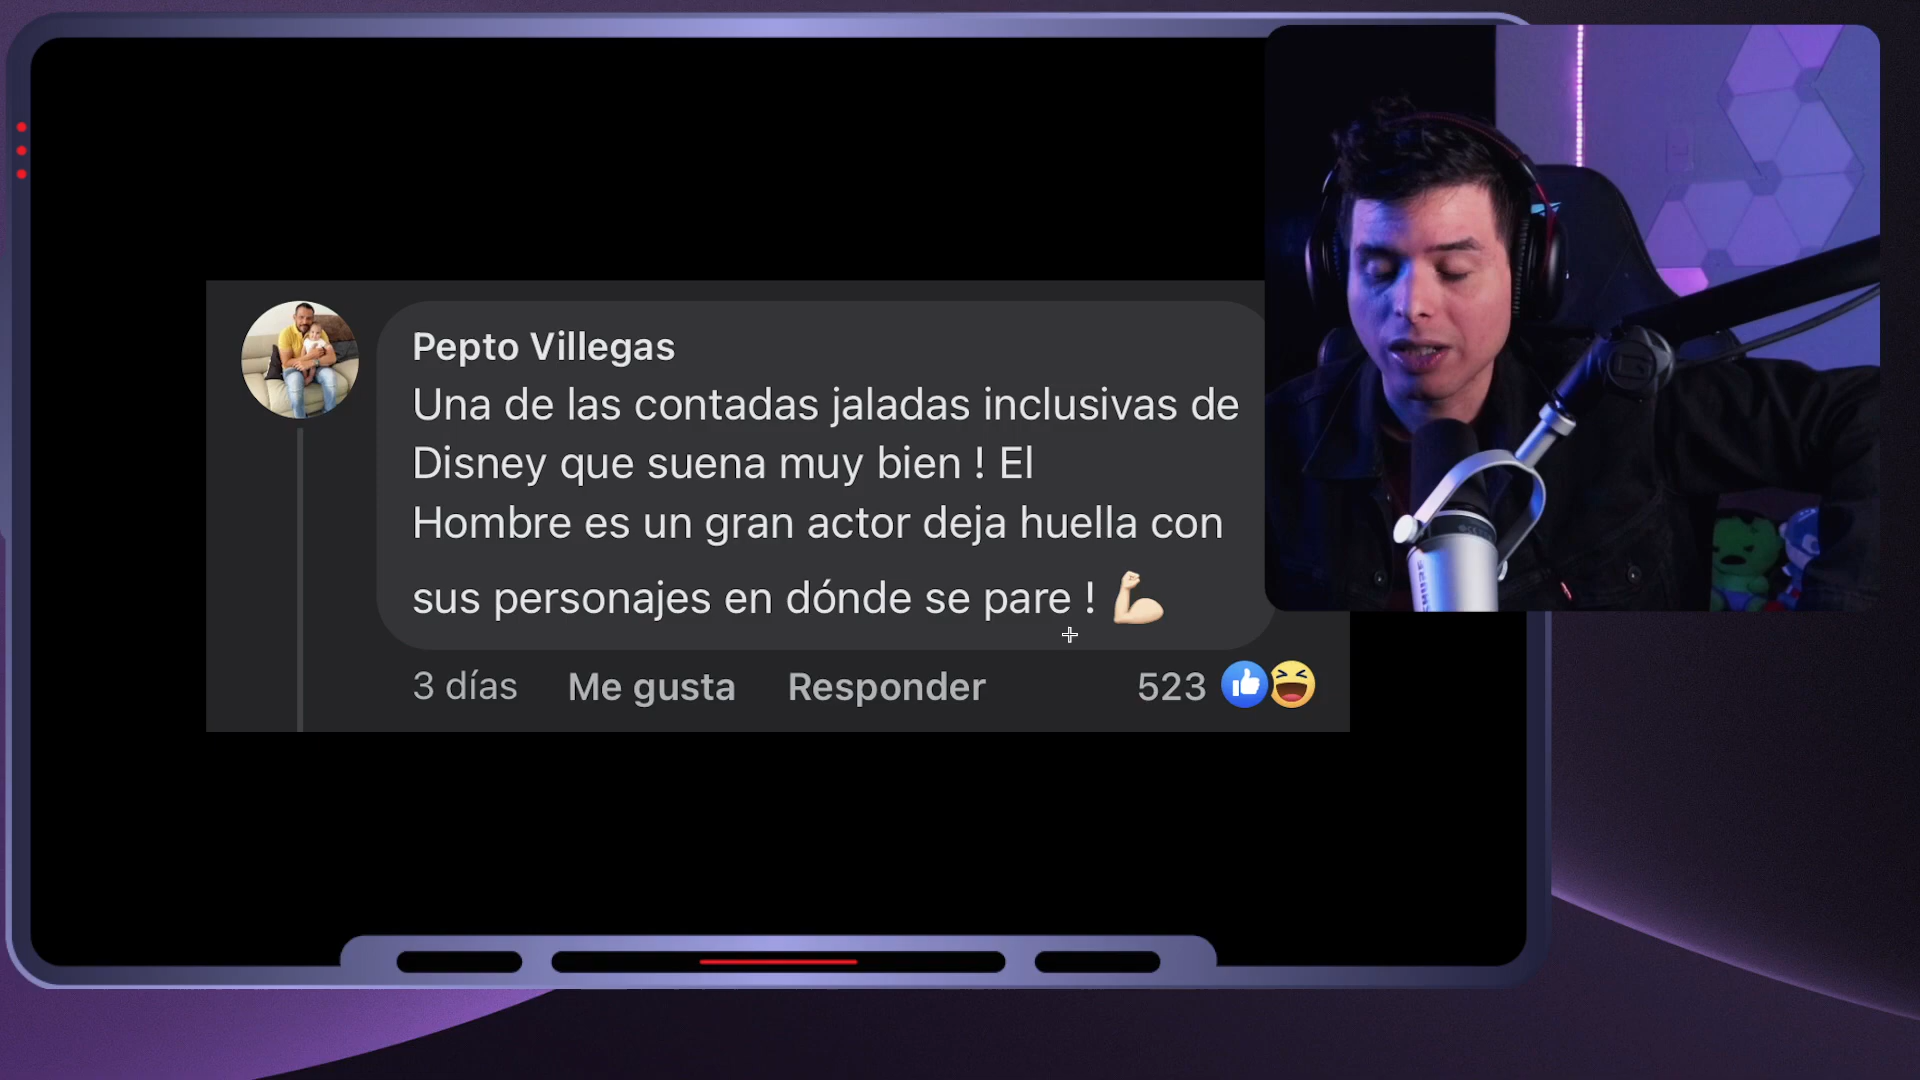 Pepto Villegas
Una de las contadas jaladas inclusivas de
Disney que suena muy bien ! El
Hombre es un gran actor deja huella con
sus personajes en dónde se pare ! 💪🏻
3 días Me gusta Responder 523